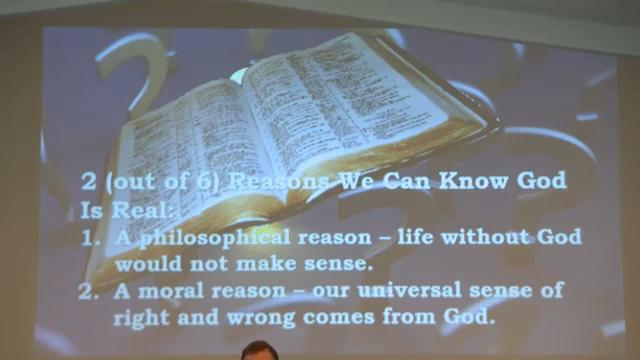 2 (out of 6) Reasons We Can Know God
Is Real:
1. A philosophical reason – life without God
would not make sense.
2. A moral reason – our universal sense of
right and wrong comes from God.